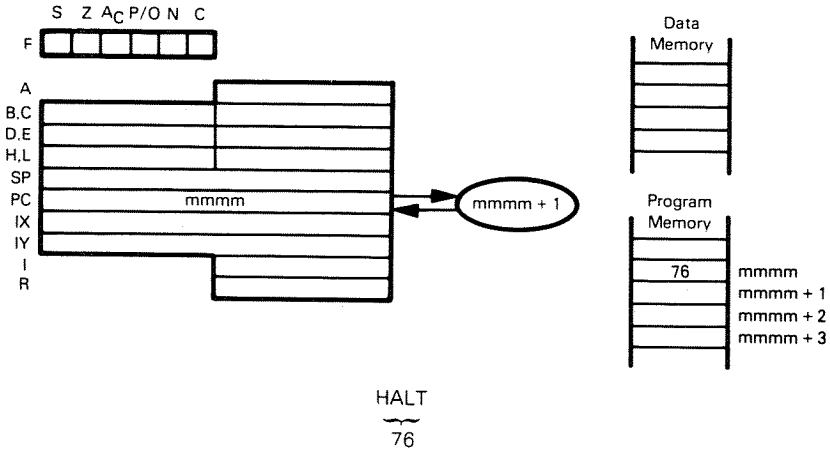 S Z AC P/O N C
F
A
B,C
D,E
H,L
SP
PC mmmm mmmm + 1
IX
IY
I
R
Data
Memory
Program
Memory
76 mmmm
mmmm + 1
mmmm + 2
mmmm + 3
HALT
76